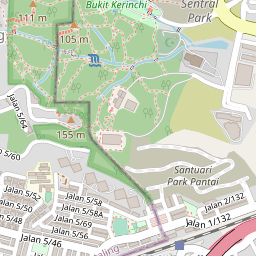 Bukit Kerinchi
Sentral
Park
111 m
105 m
Jalan 5/64
155 m
5/60
Santuari
Park Pantai
Jalan 5/52
Jalan 5/50
Jalan 5/58
Jalan 5/58A
Jalan 5/56
Jalan 5/69
Jalan 5/46
Jalan 2/132
Jalan 1/132